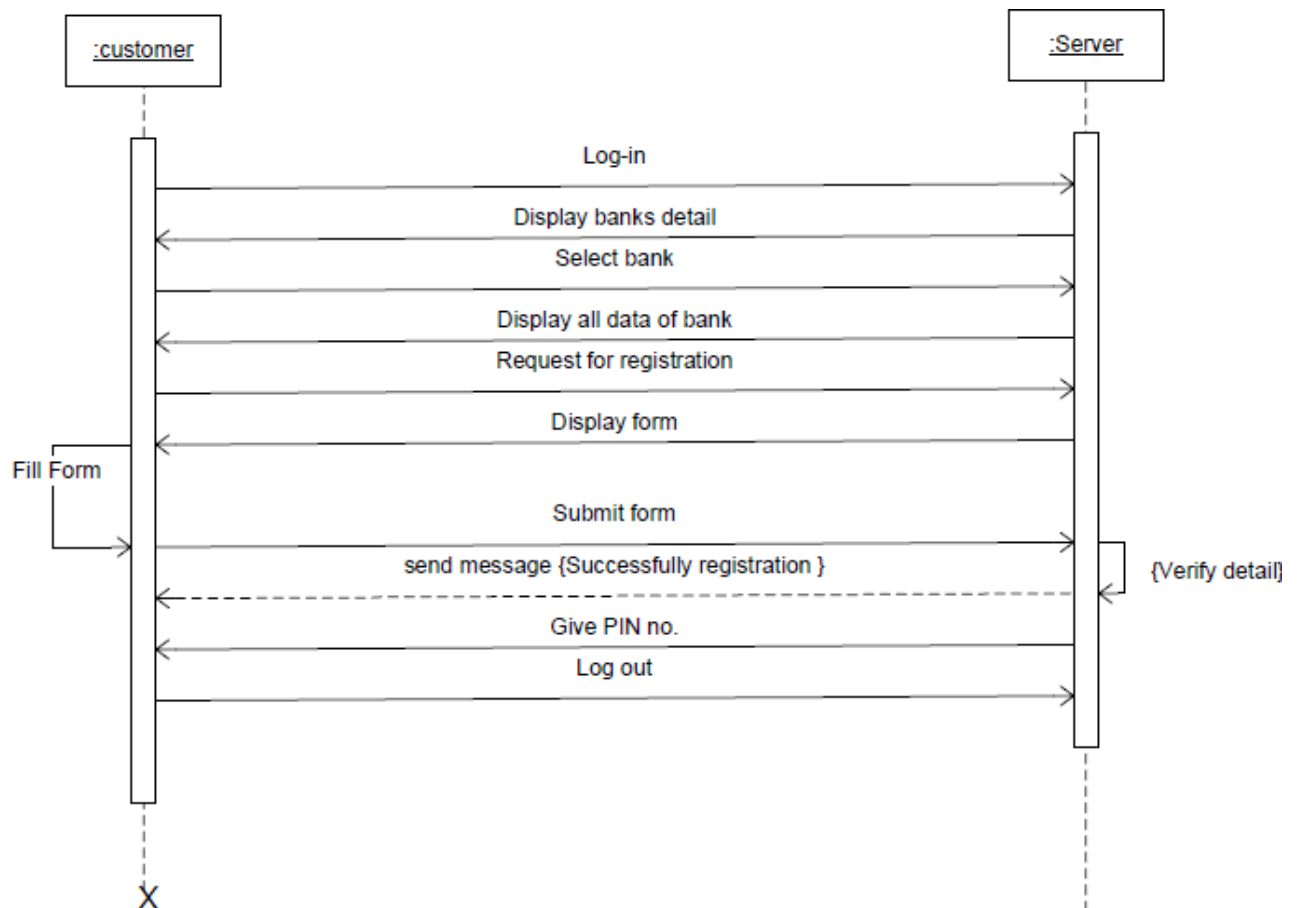 :customer
:Server
Log-in
Display banks detail
Select bank
Display all data of bank
Request for registration
Display form
Fill Form
Submit form
send message {Successfully registration }
{Verify detail}
Give PIN no.
Log out
X